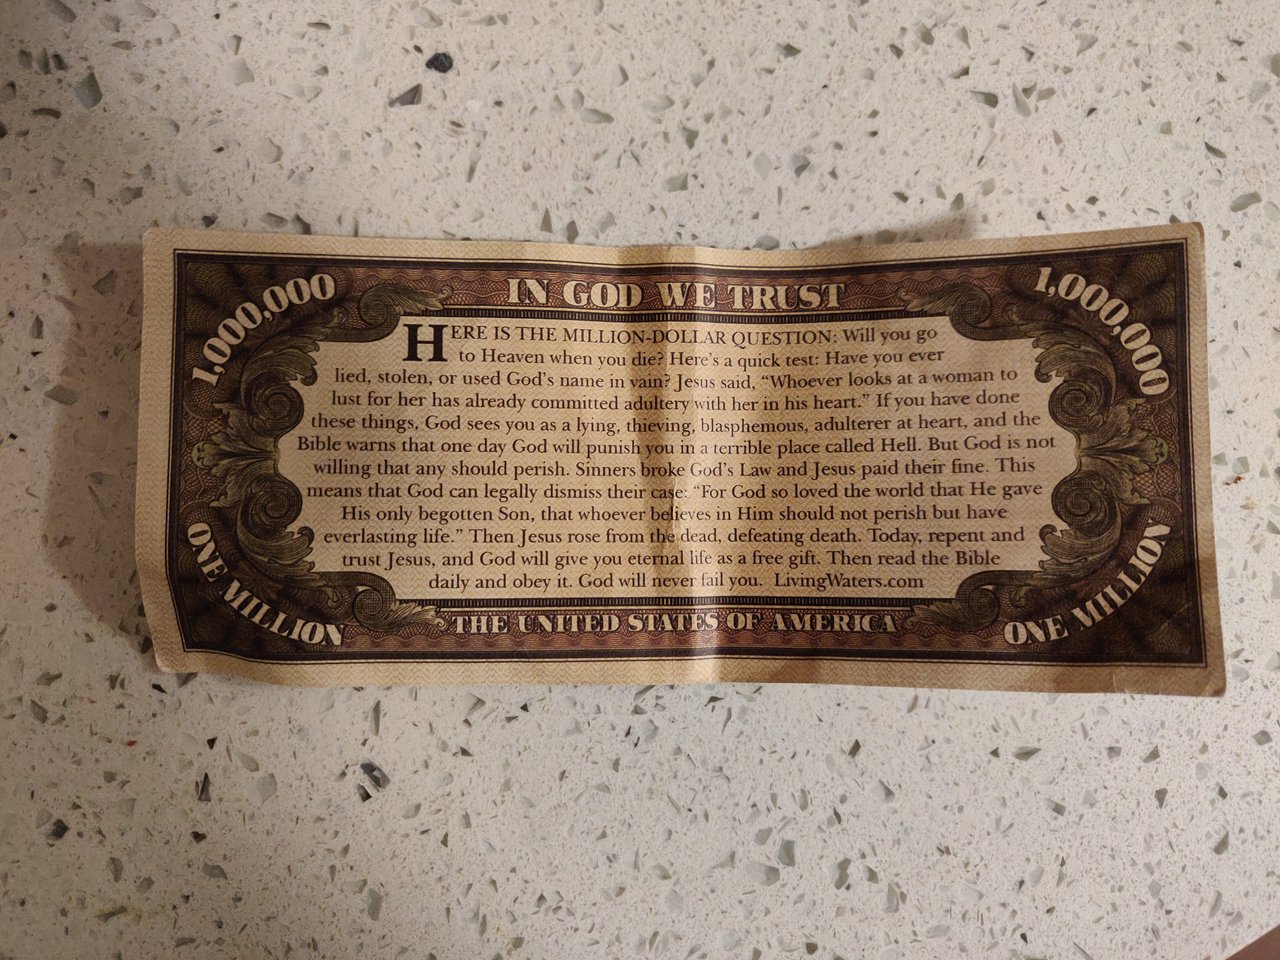 1,000,000
IN GOD WE TRUST
1,000,000
HERE IS THE MILLION-DOLLAR QUESTION: Will you go
to Heaven when you die? Here's a quick test: Have you ever
lied, stolen, or used God's name in vain? Jesus said, “Whoever looks at a woman to
lust for her has already committed adultery with her in his heart.” If you have done
these things, God sees you as a lying, thieving, blasphemous, adulterer at heart, and the
Bible warns that one day God will punish you in a terrible place called Hell. But God is not
willing that any should perish. Sinners broke God's Law and Jesus paid their fine. This
means that God can legally dismiss their case: “For God so loved the world that He gave
His only begotten Son, that whoever believes in Him should not perish but have
everlasting life.” Then Jesus rose from the dead, defeating death. Today, repent and
trust Jesus, and God will give you eternal life as a free gift. Then read the Bible
daily and obey it. God will never fail you. LivingWaters.com
ONE MILLION
THE UNITED STATES OF AMERICA
ONE MILLION